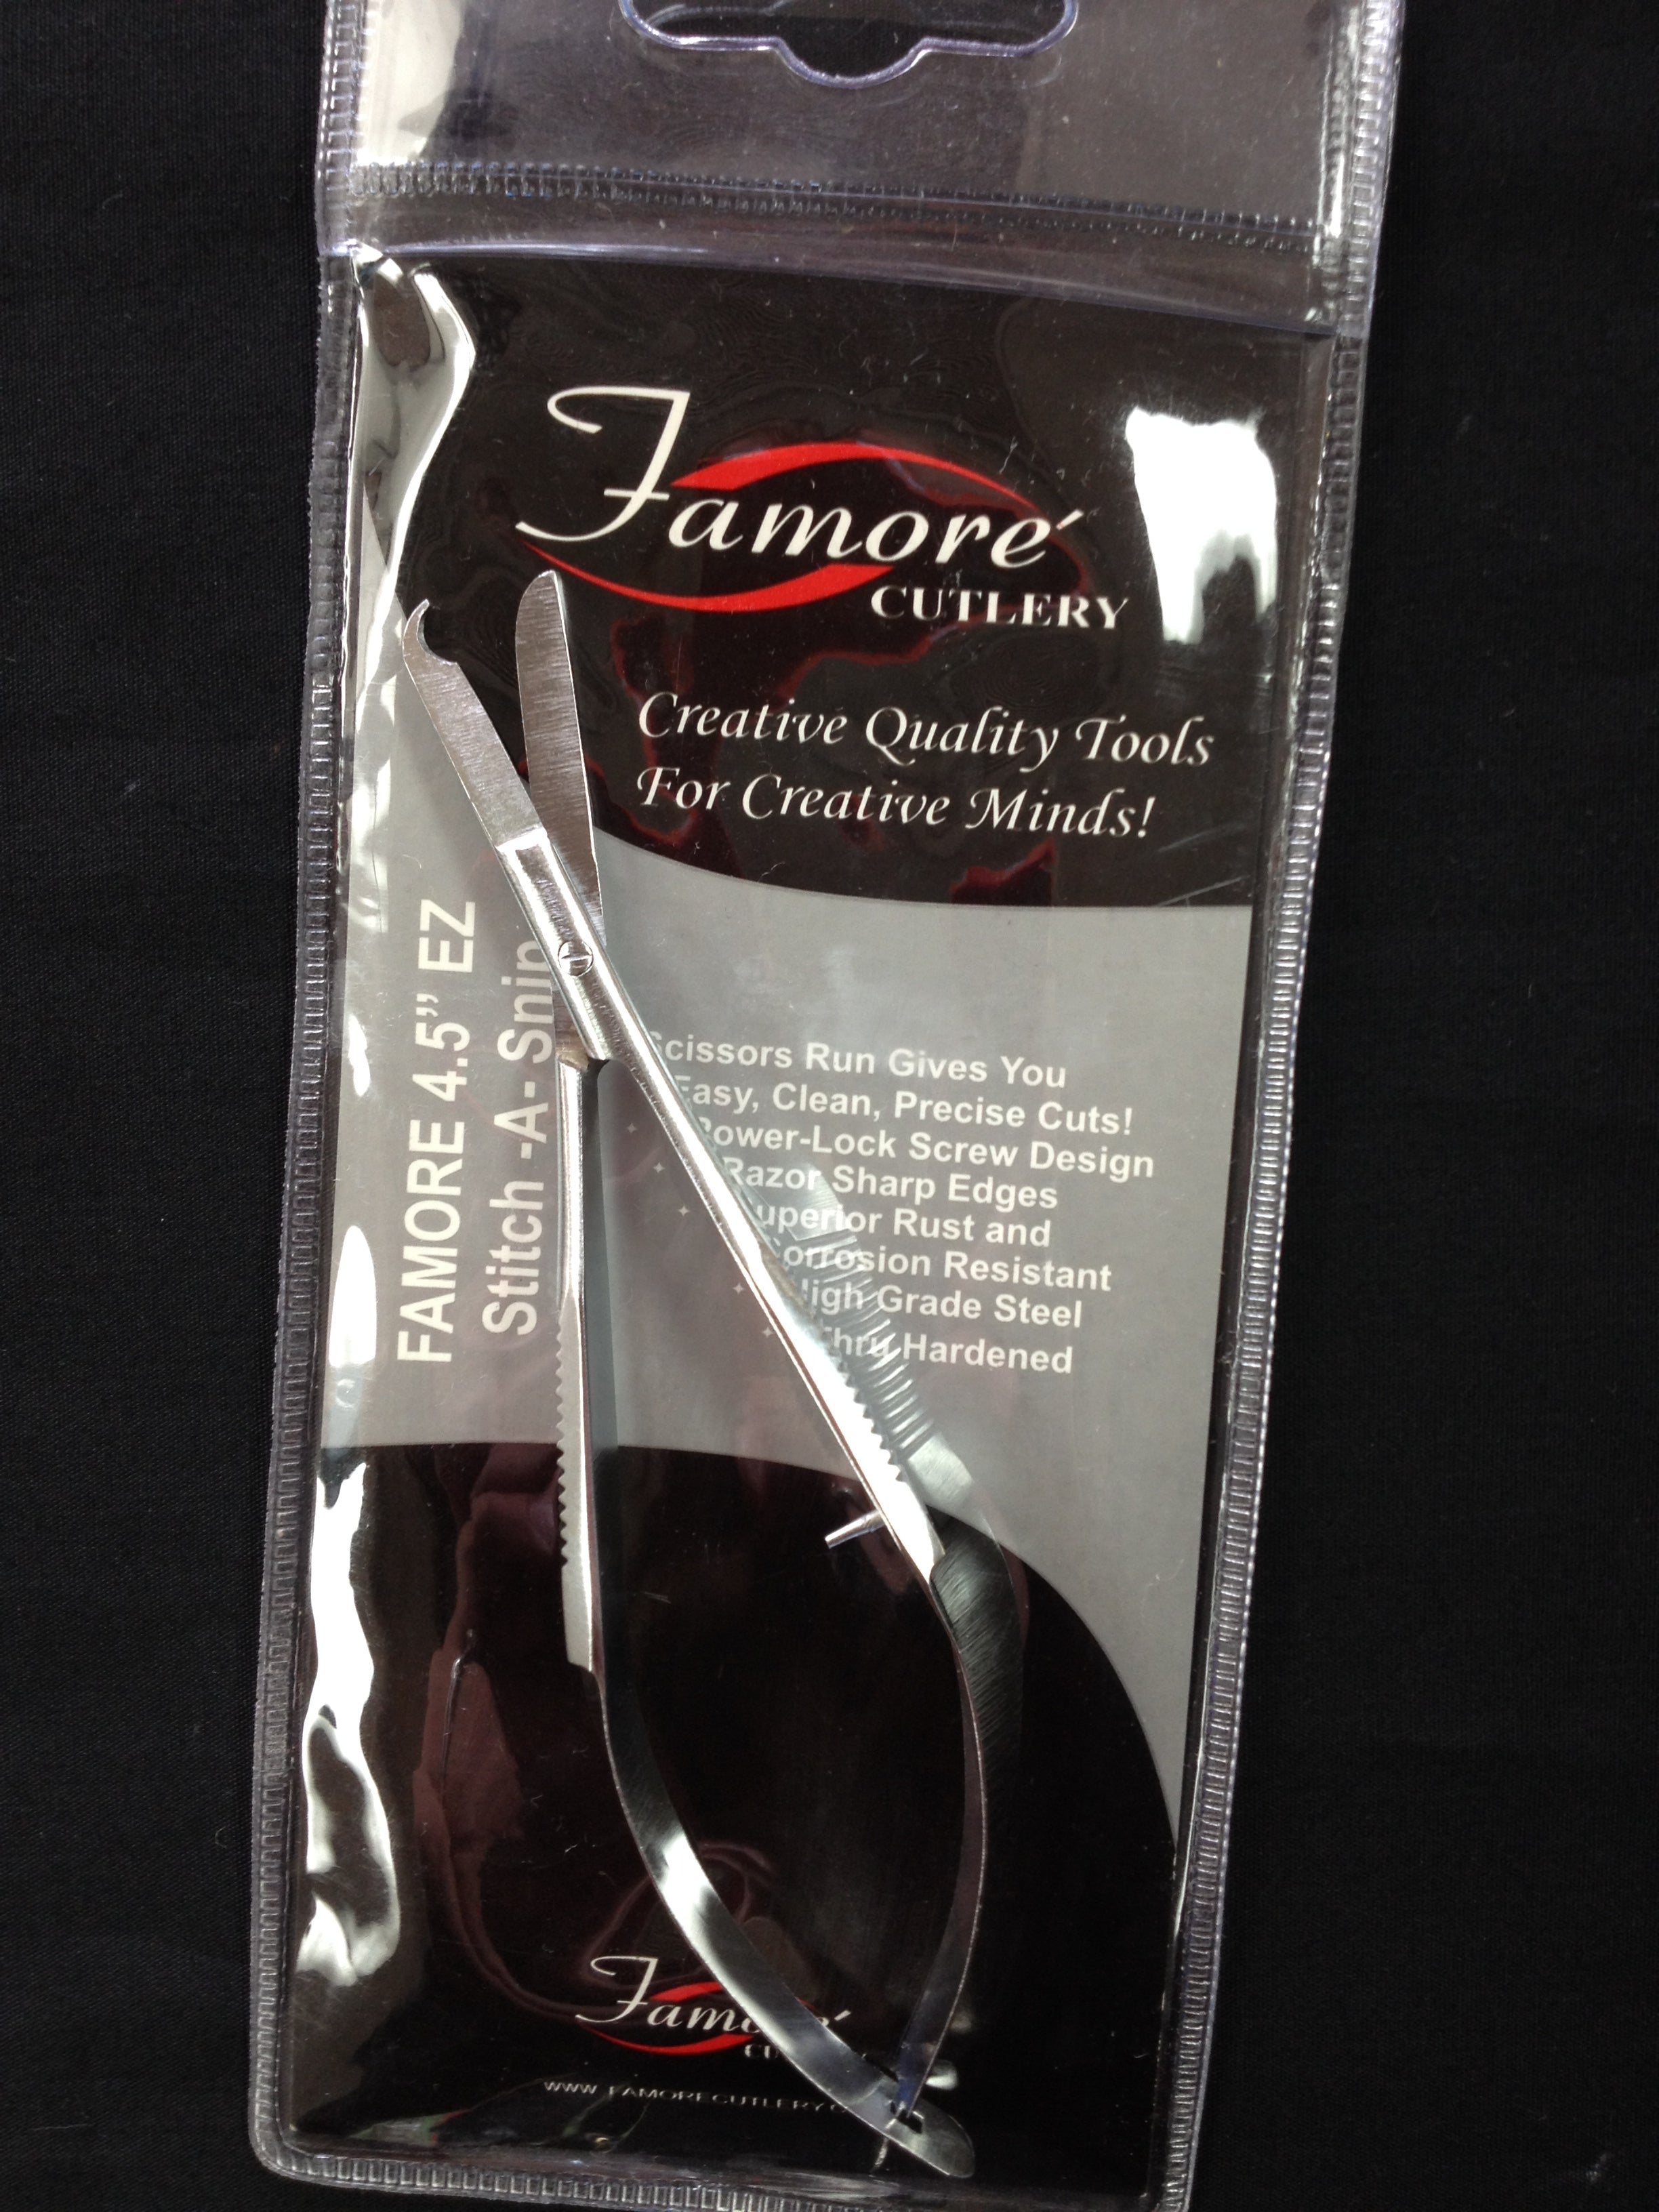 Famoré
CUTLERY
Creative Quality Tools
For Creative Minds!
FAMORE 4.5” EZ
Stitch -A- Snip
Scissors Run Gives You
Easy, Clean, Precise Cuts!
Power-Lock Screw Design
Razor Sharp Edges
Superior Rust and
Corrosion Resistant
High Grade Steel
Thru Hardened
Famoré